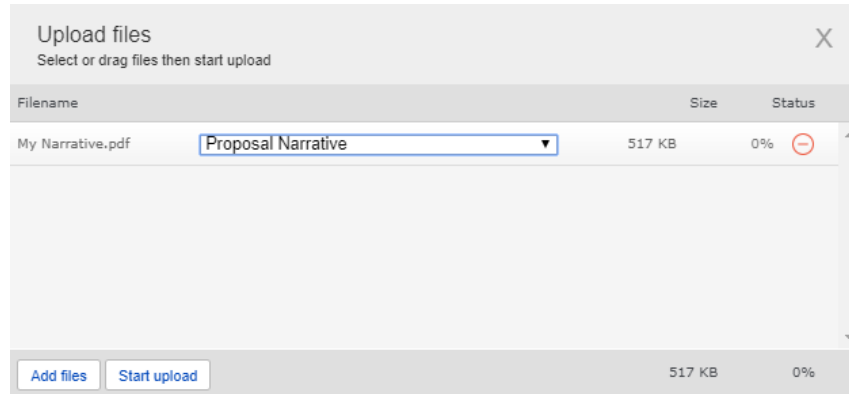 Upload files X
Select or drag files then start upload
Filename Size Status
My Narrative.pdf Proposal Narrative 517 KB 0%
Add files Start upload 517 KB 0%